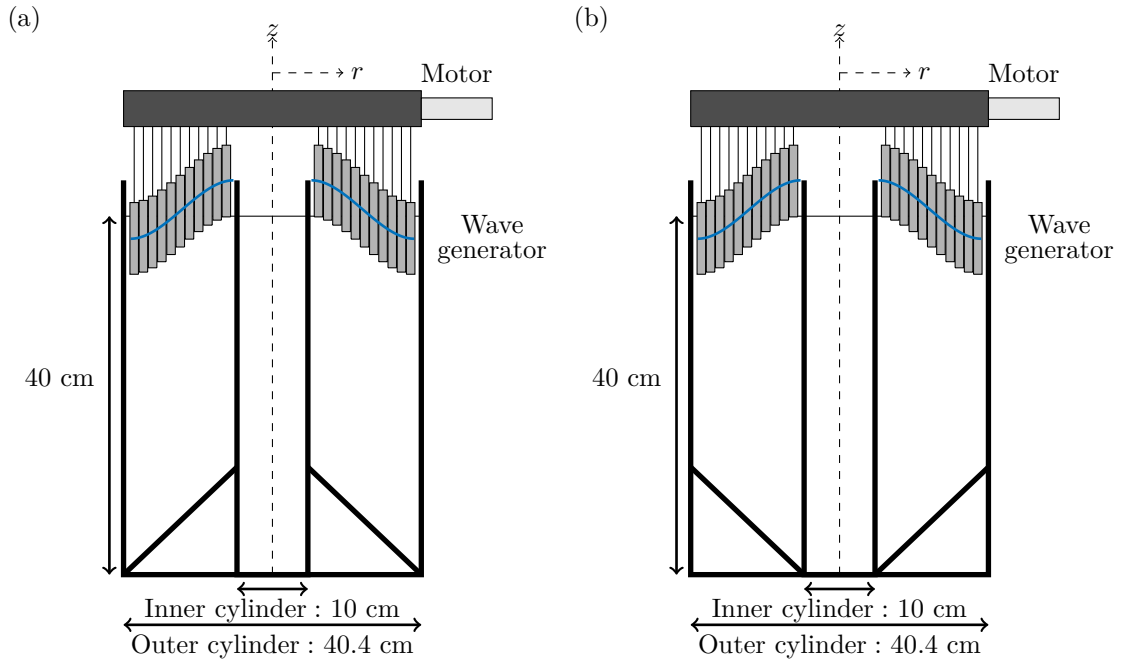 (a)
z
r
Motor
Wave
generator
40 cm
Inner cylinder : 10 cm
Outer cylinder : 40.4 cm
(b)
z
r
Motor
Wave
generator
40 cm
Inner cylinder : 10 cm
Outer cylinder : 40.4 cm